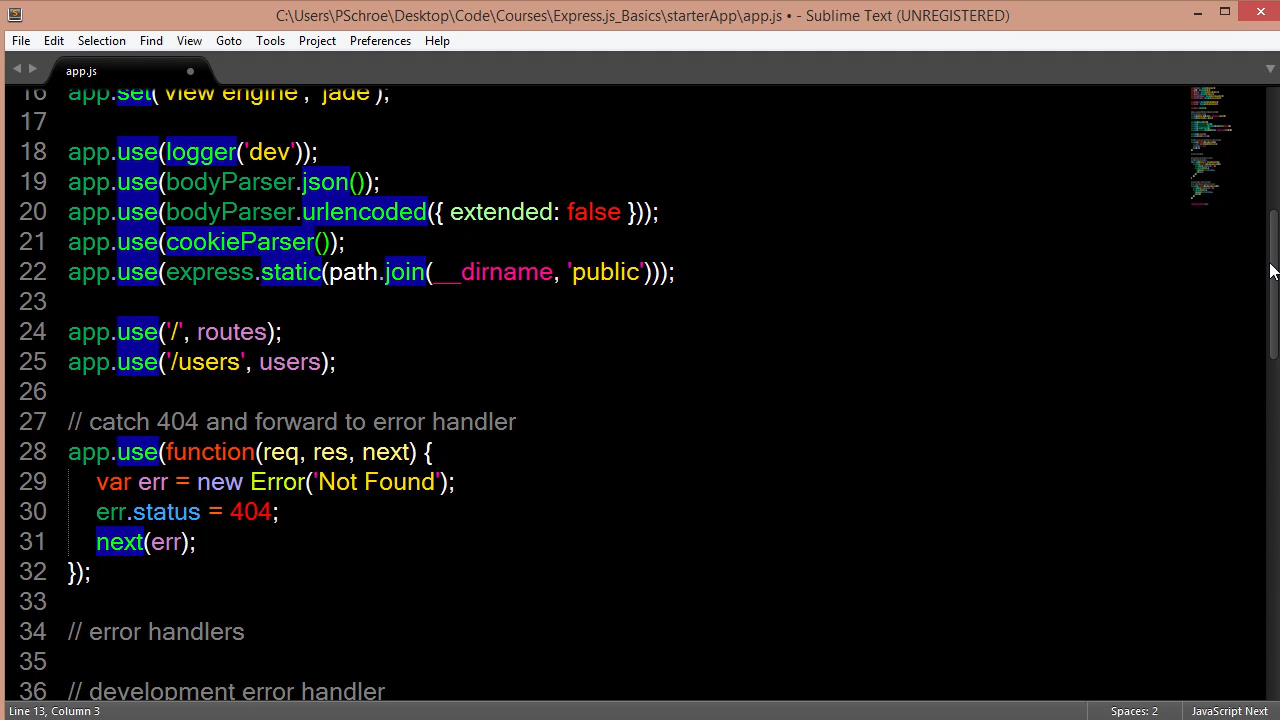 C:\Users\PSchroe\Desktop\Code\Courses\Express.js_Basics\starterApp\app.js • - Sublime Text (UNREGISTERED)
File Edit Selection Find View Goto Tools Project Preferences Help
app.js
16 app.set('view engine', 'jade');
17
18 app.use(logger('dev'));
19 app.use(bodyParser.json());
20 app.use(bodyParser.urlencoded({ extended: false }));
21 app.use(cookieParser());
22 app.use(express.static(path.join(__dirname, 'public')));
23
24 app.use('/', routes);
25 app.use('/users', users);
26
27 // catch 404 and forward to error handler
28 app.use(function(req, res, next) {
29 var err = new Error('Not Found');
30 err.status = 404;
31 next(err);
32 });
33
34 // error handlers
35
36 // development error handler
Line 13, Column 3 Spaces: 2 JavaScript Next